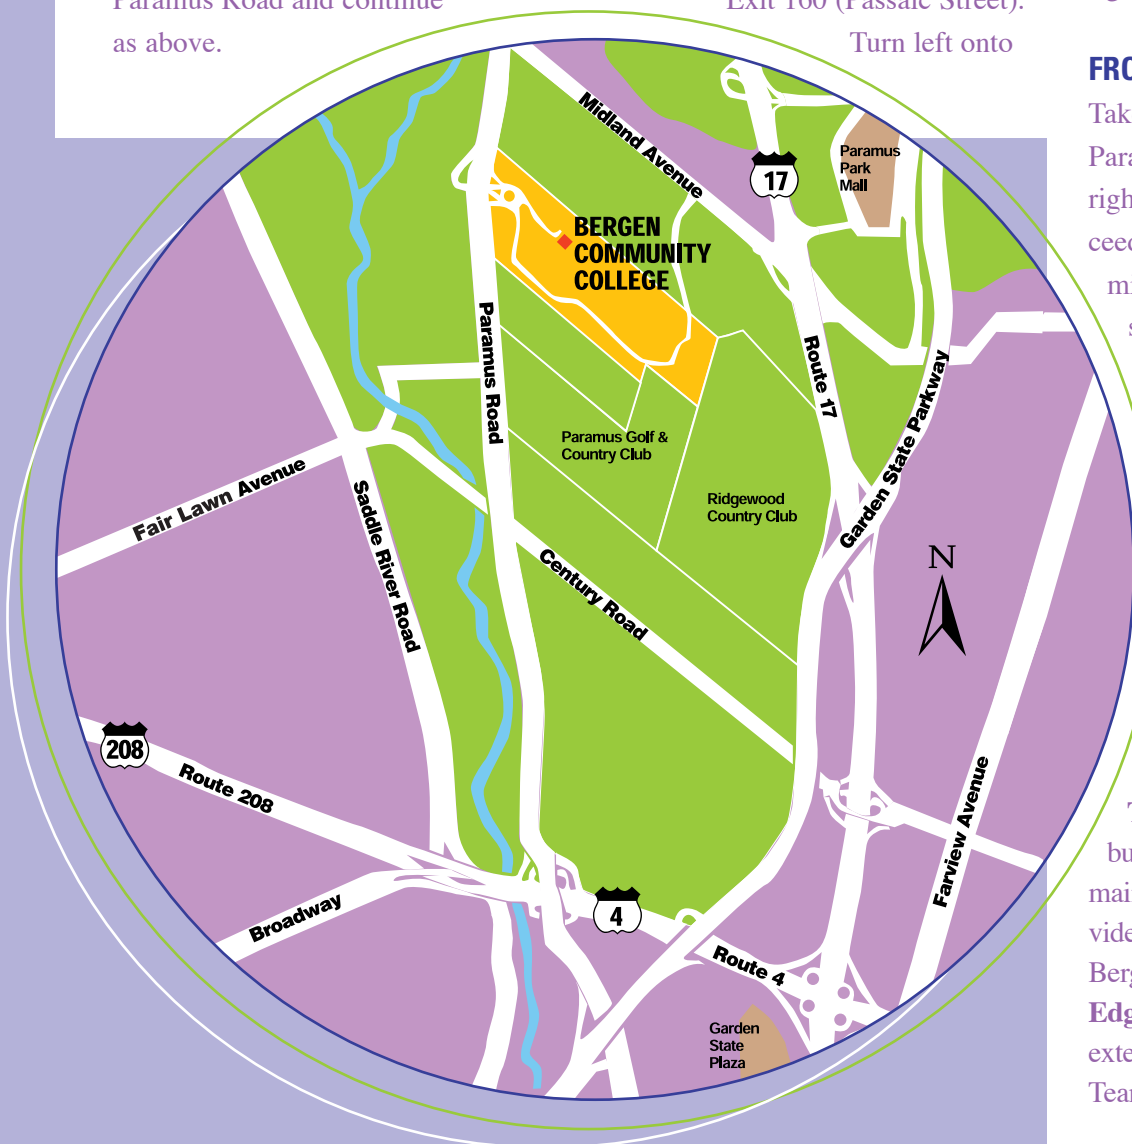 Paramus Road and continue
as above.
Exit 160 (Passaic Street).
Turn left onto
Midland Avenue
17
Paramus
Park
Mall
BERGEN
COMMUNITY
COLLEGE
Paramus Road
Route 17
Garden State Parkway
Paramus Golf &
Country Club
Ridgewood
Country Club
Fair Lawn Avenue
Saddle River Road
Century Road
N
208
Route 208
Broadway
4
Route 4
Farview Avenue
Garden
State
Plaza